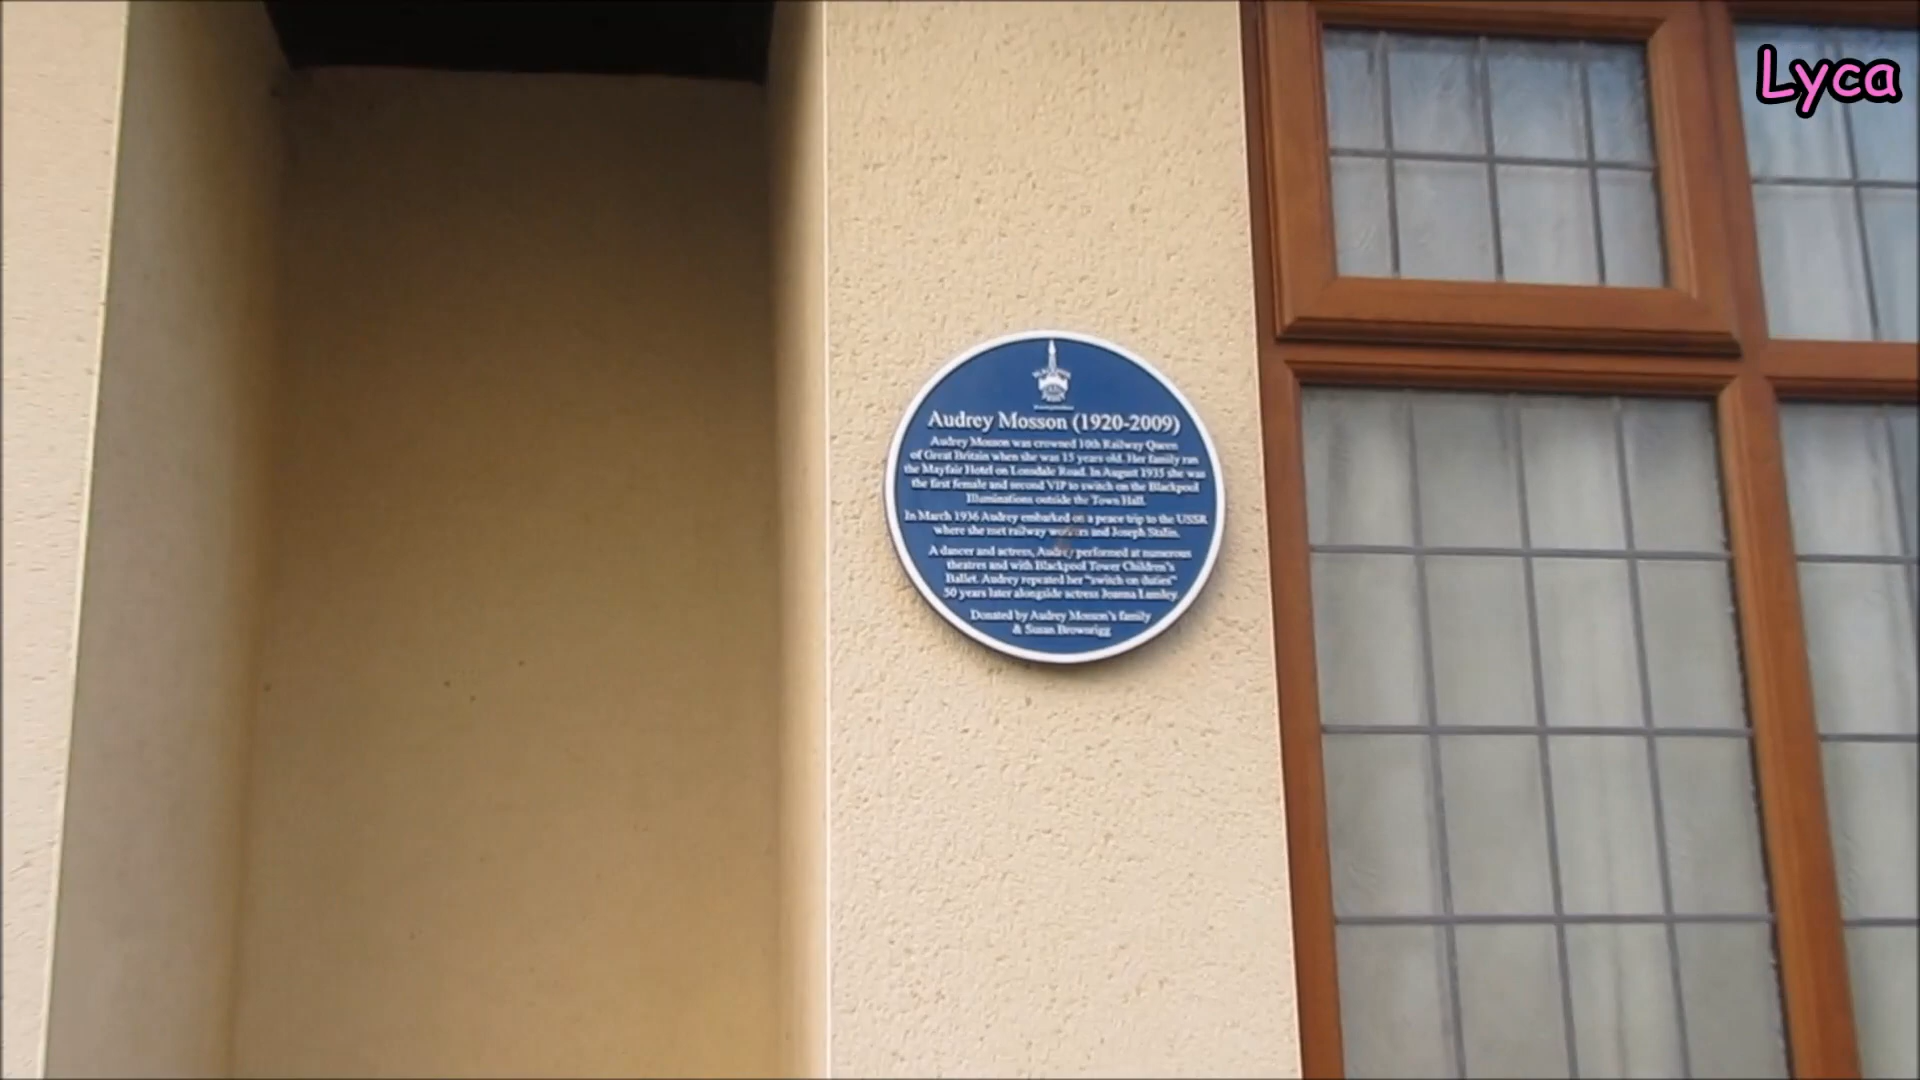 Lyca
Audrey Mosson (1920-2009)
Audrey Mosson was crowned 10th Railway Queen
of Great Britain when she was 15 years old. Her family ran
the Mayfair Hotel on Lonsdale Road. In August 1935 she was
the first female and second VIP to switch on the Blackpool
Illuminations outside the Town Hall.
In March 1936 Audrey embarked on a peace trip to the USSR
where she met railway workers and Joseph Stalin.
A dancer and actress, Audrey performed at numerous
theatres and with Blackpool Tower Children's
Ballet. Audrey repeated her "switch on duties"
50 years later alongside actress Joanna Lumley.
Donated by Audrey Mosson's family
& Susan Brownrigg